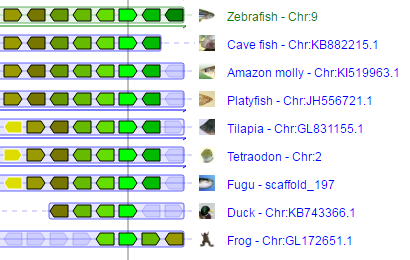 Zebrafish - Chr:9
Cave fish - Chr:KB882215.1
Amazon molly - Chr:KI519963.1
Platyfish - Chr:JH556721.1
Tilapia - Chr:GL831155.1
Tetraodon - Chr:2
Fugu - scaffold_197
Duck - Chr:KB743366.1
Frog - Chr:GL172651.1